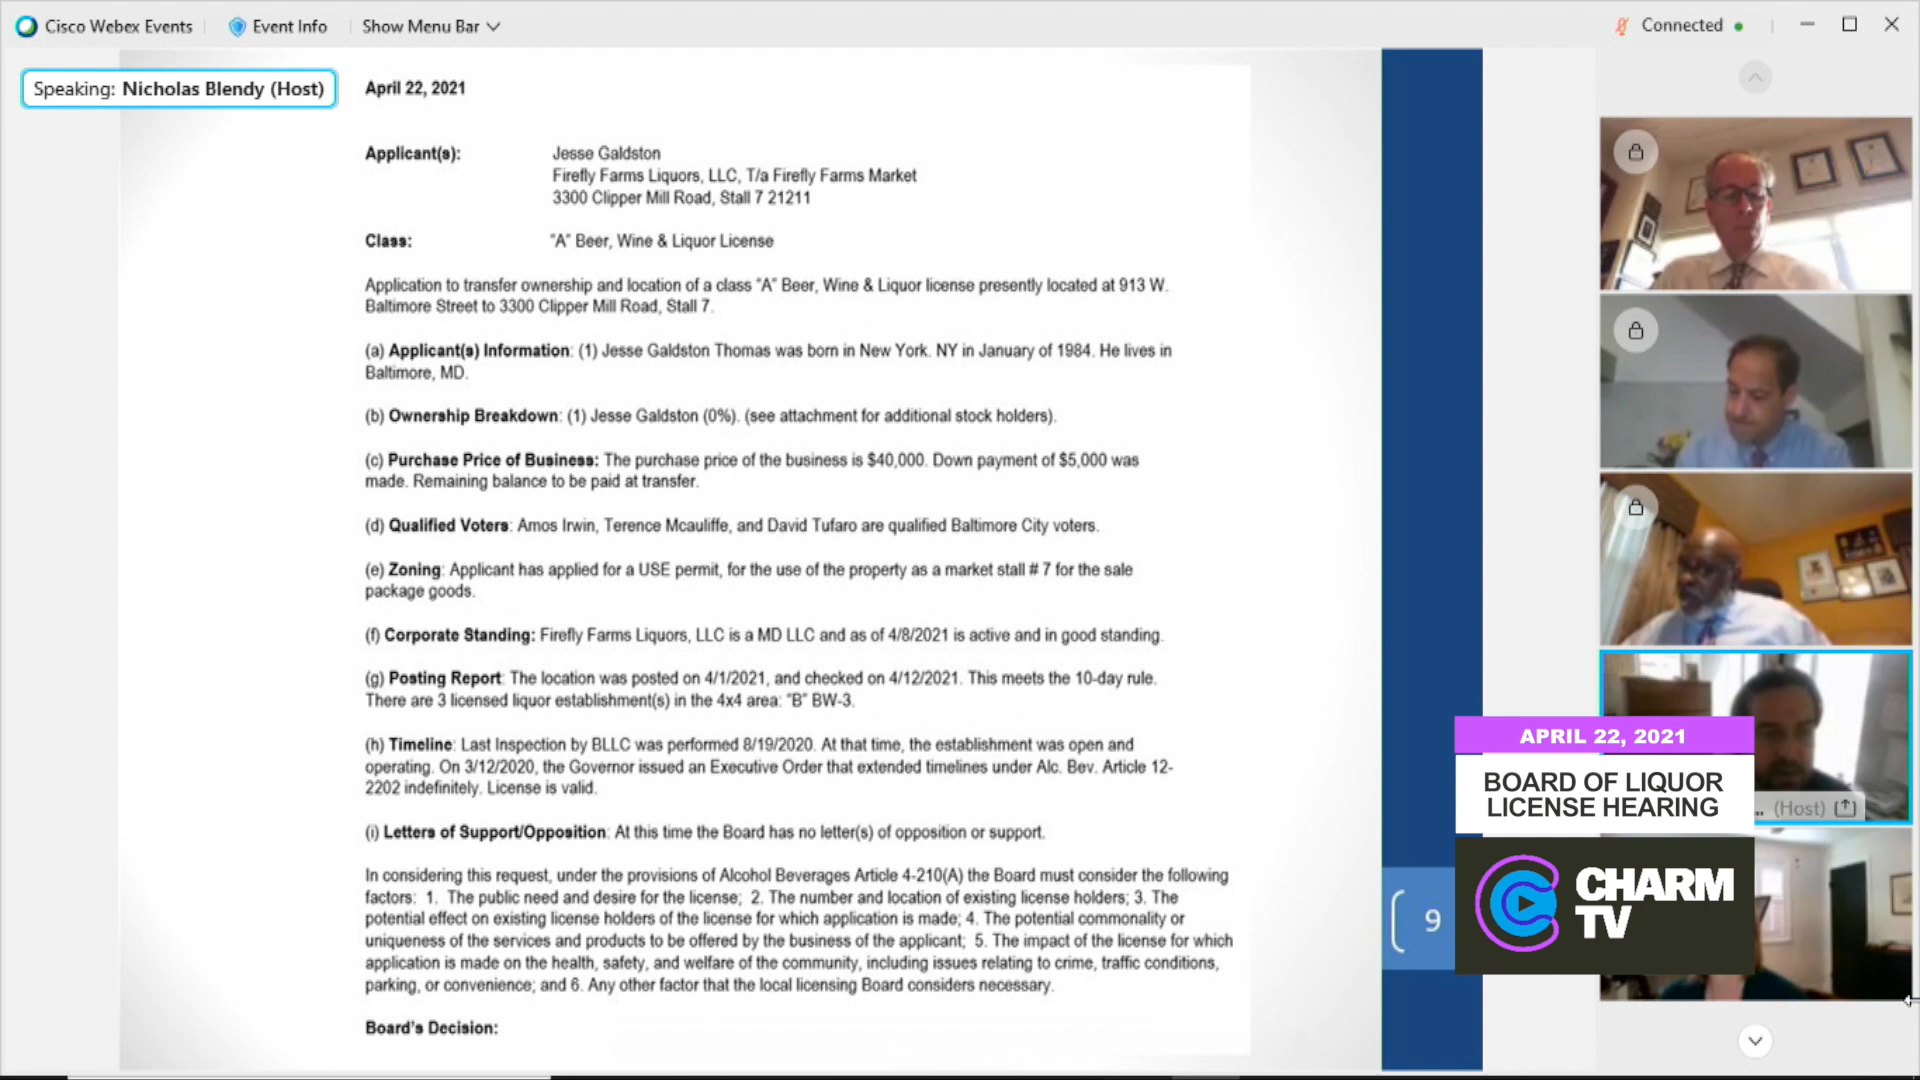 Cisco Webex Events
Event Info
Show Menu Bar
Connected
Speaking: Nicholas Blendy (Host)
April 22, 2021
Applicant(s): Jesse Galdston
Firefly Farms Liquors, LLC, T/a Firefly Farms Market
3300 Clipper Mill Road, Stall 7 21211
Class: "A" Beer, Wine & Liquor License
Application to transfer ownership and location of a class "A" Beer, Wine & Liquor license presently located at 913 W.
Baltimore Street to 3300 Clipper Mill Road, Stall 7.
(a) Applicant(s) Information: (1) Jesse Galdston Thomas was born in New York. NY in January of 1984. He lives in
Baltimore, MD.
(b) Ownership Breakdown: (1) Jesse Galdston (0%). (see attachment for additional stock holders).
(c) Purchase Price of Business: The purchase price of the business is $40,000. Down payment of $5,000 was
made. Remaining balance to be paid at transfer.
(d) Qualified Voters: Amos Irwin, Terence Mcauliffe, and David Tufaro are qualified Baltimore City voters.
(e) Zoning: Applicant has applied for a USE permit, for the use of the property as a market stall # 7 for the sale
package goods.
(f) Corporate Standing: Firefly Farms Liquors, LLC is a MD LLC and as of 4/8/2021 is active and in good standing.
(g) Posting Report: The location was posted on 4/1/2021, and checked on 4/12/2021. This meets the 10-day rule.
There are 3 licensed liquor establishment(s) in the 4x4 area: "B" BW-3.
(h) Timeline: Last Inspection by BLLC was performed 8/19/2020. At that time, the establishment was open and
operating. On 3/12/2020, the Governor issued an Executive Order that extended timelines under Alc. Bev. Article 12-
2202 indefinitely. License is valid.
(i) Letters of Support/Opposition: At this time the Board has no letter(s) of opposition or support.
In considering this request, under the provisions of Alcohol Beverages Article 4-210(A) the Board must consider the following
factors: 1. The public need and desire for the license; 2. The number and location of existing license holders; 3. The
potential effect on existing license holders of the license for which application is made; 4. The potential commonality or
uniqueness of the services and products to be offered by the business of the applicant; 5. The impact of the license for which
application is made on the health, safety, and welfare of the community, including issues relating to crime, traffic conditions,
parking, or convenience; and 6. Any other factor that the local licensing Board considers necessary.
Board's Decision:
9
APRIL 22, 2021
BOARD OF LIQUOR
LICENSE HEARING
... (Host)
CHARM
TV